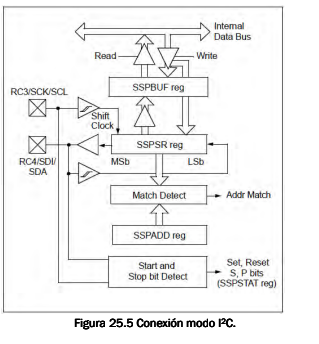 Internal
Data Bus
Read
Write
SSPBUF reg
RC3/SCK/SCL
Shift
Clock
SSPSR reg
RC4/SDI/
SDA
MSb
LSb
Match Detect
Addr Match
SSPADD reg
Start and
Stop bit Detect
Set, Reset
S, P bits
(SSPSTAT reg)
Figura 25.5 Conexión modo I²C.